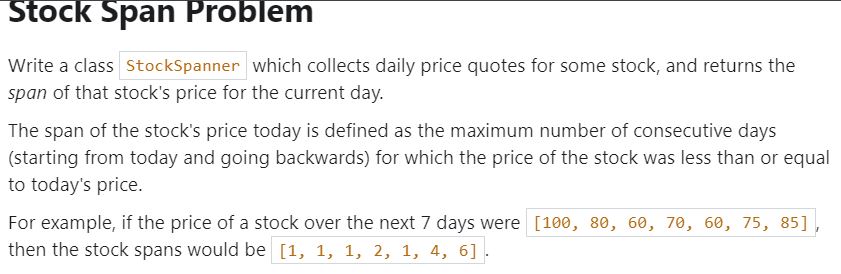 Stock Span Problem
Write a class StockSpanner which collects daily price quotes for some stock, and returns the
span of that stock's price for the current day.
The span of the stock's price today is defined as the maximum number of consecutive days
(starting from today and going backwards) for which the price of the stock was less than or equal
to today's price.
For example, if the price of a stock over the next 7 days were [100, 80, 60, 70, 60, 75, 85],
then the stock spans would be [1, 1, 1, 2, 1, 4, 6].